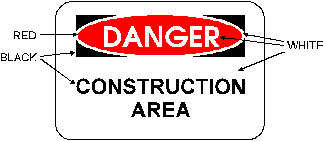 RED
DANGER
WHITE
BLACK
CONSTRUCTION
AREA